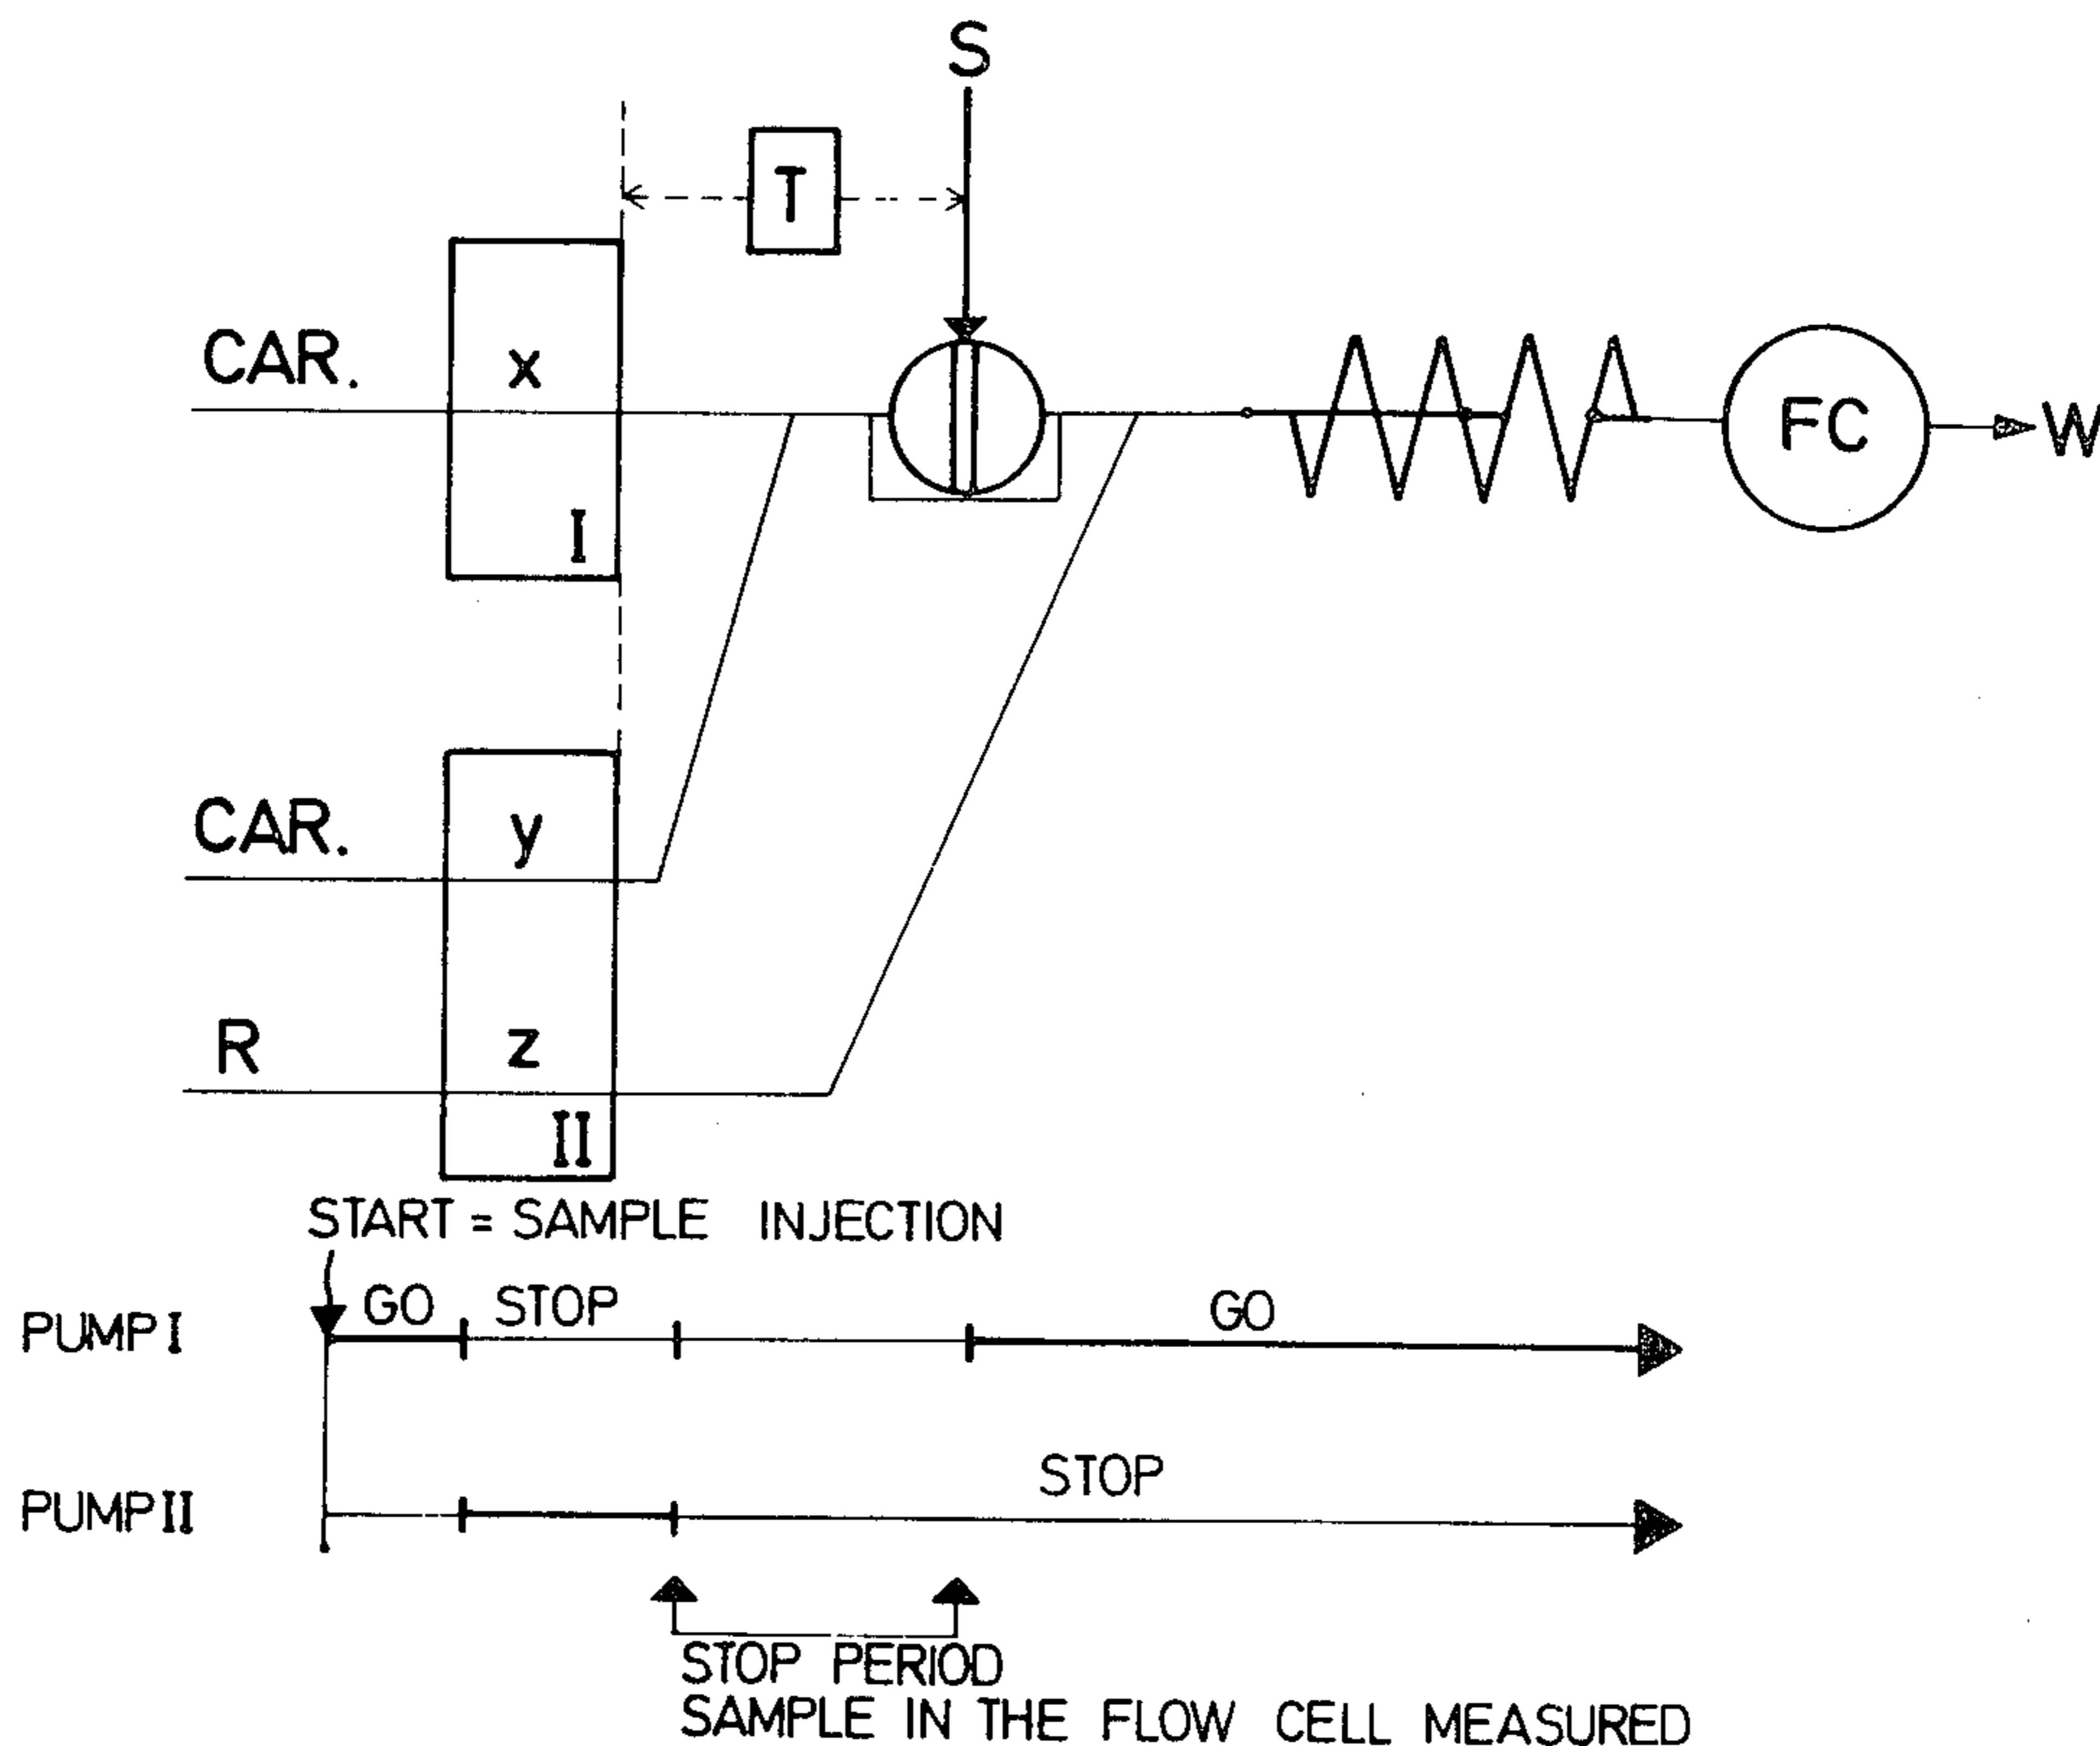 S
T
CAR.
x
I
FC
W
CAR.
y
R
z
II
START = SAMPLE INJECTION
PUMP I GO STOP GO
PUMP II STOP
STOP PERIOD
SAMPLE IN THE FLOW CELL MEASURED